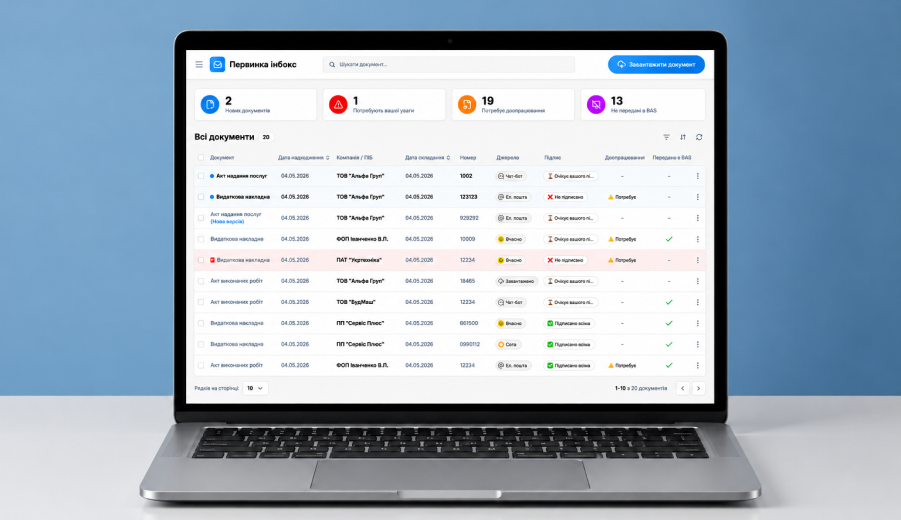 Первинка інбокс
Шукати документ...
Завантажити документ
2
Нових документів
1
Потребують вашої уваги
19
Потребує доопрацювання
13
Не передані в BAS
Всі документи 20
Документ Дата надходження Компанія / ПІБ Дата складання Номер Джерело Підпис Доопрацювання Передано в БАS
Акт надання послуг 04.05.2026 ТОВ "Альфа Груп" 04.05.2026 1002 Чат-бот Очікує вашого пі... - -
Видаткова накладна 04.05.2026 ТОВ "Альфа Груп" 04.05.2026 123123 Ел. пошта Не підписано Потребує -
Акт надання послуг (Нова версія) 04.05.2026 ТОВ "Альфа Груп" 04.05.2026 929292 Ел. пошта Очікує вашого пі... - -
Видаткова накладна 04.05.2026 ФОП Іванченко В.П. 04.05.2026 10009 Вчасно Очікує вашого пі... Потребує
Видаткова накладна 04.05.2026 ПАТ "Укртехніка" 04.05.2026 12234 Вчасно Не підписано Потребує -
Акт виконаних робіт 04.05.2026 ТОВ "Альфа Груп" 04.05.2026 18465 Завантажено Очікує вашого пі... - -
Акт виконаних робіт 04.05.2026 ТОВ "БудМаш" 04.05.2026 12234 Чат-бот Очікує вашого пі... -
Видаткова накладна 04.05.2026 ПП "Сервіс Плюс" 04.05.2026 661500 Вчасно Підписано всіма -
Видаткова накладна 04.05.2026 ПП "Сервіс Плюс" 04.05.2026 0990112 Сота Підписано всіма -
Акт виконаних робіт 04.05.2026 ФОП Іванченко В.П. 04.05.2026 12234 Ел. пошта Підписано всіма Потребує
Рядків на сторінці: 10 1-10 з 20 документів